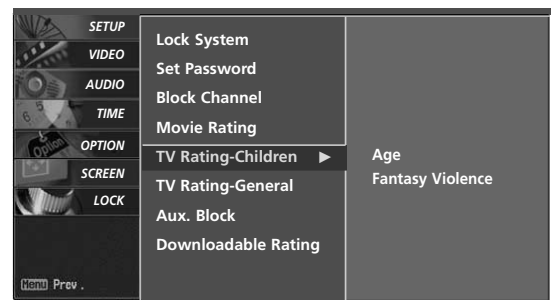 SETUP
VIDEO
AUDIO
TIME
OPTION
SCREEN
LOCK
Menu Prev .
Lock System
Set Password
Block Channel
Movie Rating
TV Rating-Children ►
TV Rating-General
Aux. Block
Downloadable Rating
Age
Fantasy Violence